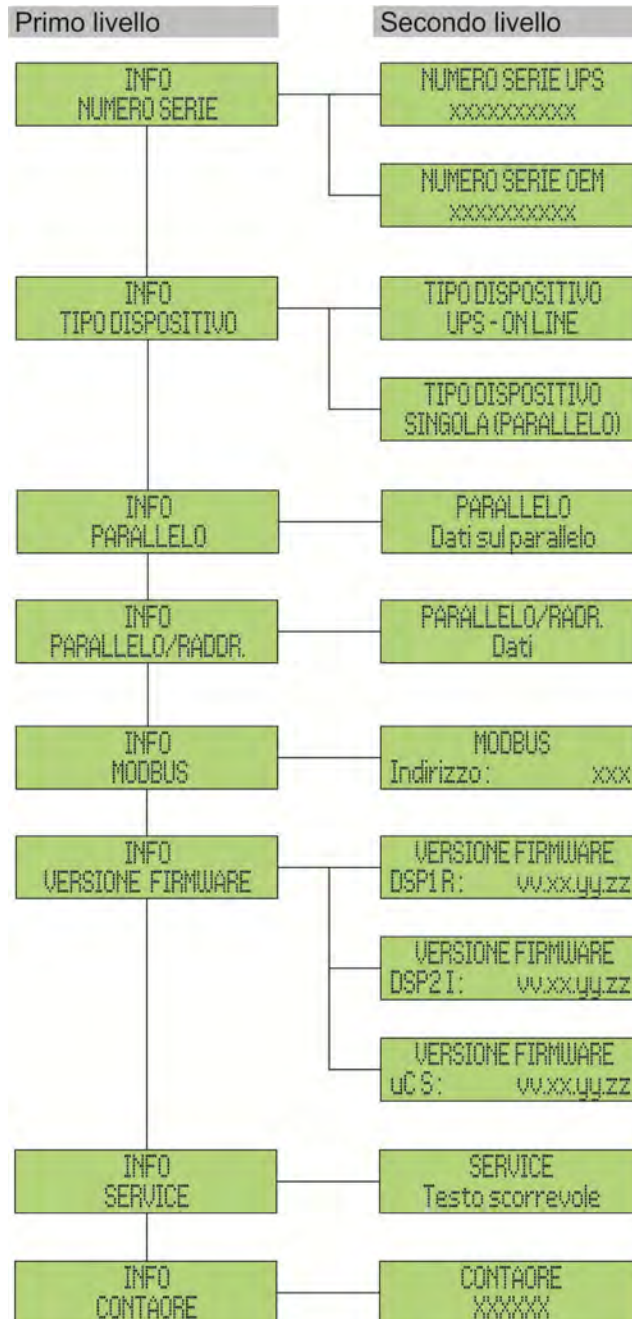 Primo livello
Secondo livello
INFO
NUMERO SERIE
NUMERO SERIE UPS
xxxxxxxxxx
NUMERO SERIE OEM
xxxxxxxxxx
INFO
TIPO DISPOSITIVO
TIPO DISPOSITIVO
UPS - ON LINE
TIPO DISPOSITIVO
SINGOLA (PARALLELO)
INFO
PARALLELO
PARALLELO
Dati sul parallelo
INFO
PARALLELO/RADDR.
PARALLELO/RADR.
Dati
INFO
MODBUS
MODBUS
Indirizzo: xxx
INFO
VERSIONE FIRMWARE
VERSIONE FIRMWARE
DSP1 R: vv.xx.yy.zz
VERSIONE FIRMWARE
DSP2 I: vv.xx.yy.zz
VERSIONE FIRMWARE
uC S: vv.xx.yy.zz
INFO
SERVICE
SERVICE
Testo scorrevole
INFO
CONTAORE
CONTAORE
XXXXXX